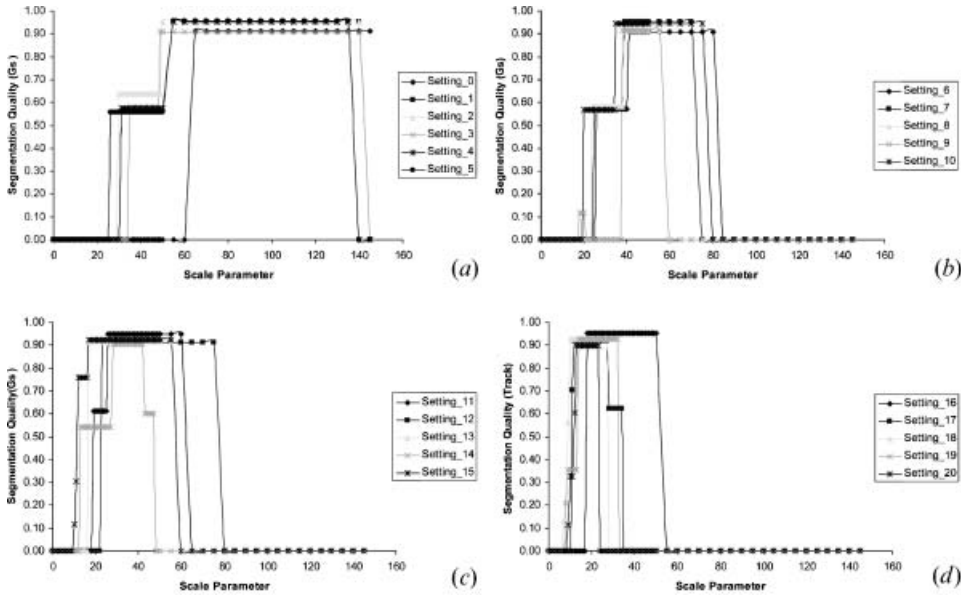 1.00
0.90
0.80
0.70
0.60
0.50
0.40
0.30
0.20
0.10
0.00
Segmentation Quality (Gs)
0 20 40 60 80 100 120 140 160
Scale Parameter
Setting_0
Setting_1
Setting_2
Setting_3
Setting_4
Setting_5
(a)
1.00
0.90
0.80
0.70
0.60
0.50
0.40
0.30
0.20
0.10
0.00
Segmentation Quality (Gs)
0 20 40 60 80 100 120 140 160
Scale Parameter
Setting_6
Setting_7
Setting_8
Setting_9
Setting_10
(b)
1.00
0.90
0.80
0.70
0.60
0.50
0.40
0.30
0.20
0.10
0.00
Segmentation Quality(Gs)
0 20 40 60 80 100 120 140 160
Scale Parameter
Setting_11
Setting_12
Setting_13
Setting_14
Setting_15
(c)
1.00
0.90
0.80
0.70
0.60
0.50
0.40
0.30
0.20
0.10
0.00
Segmentation Quality (Track)
0 20 40 60 80 100 120 140 160
Scale Parameter
Setting_16
Setting_17
Setting_18
Setting_19
Setting_20
(d)